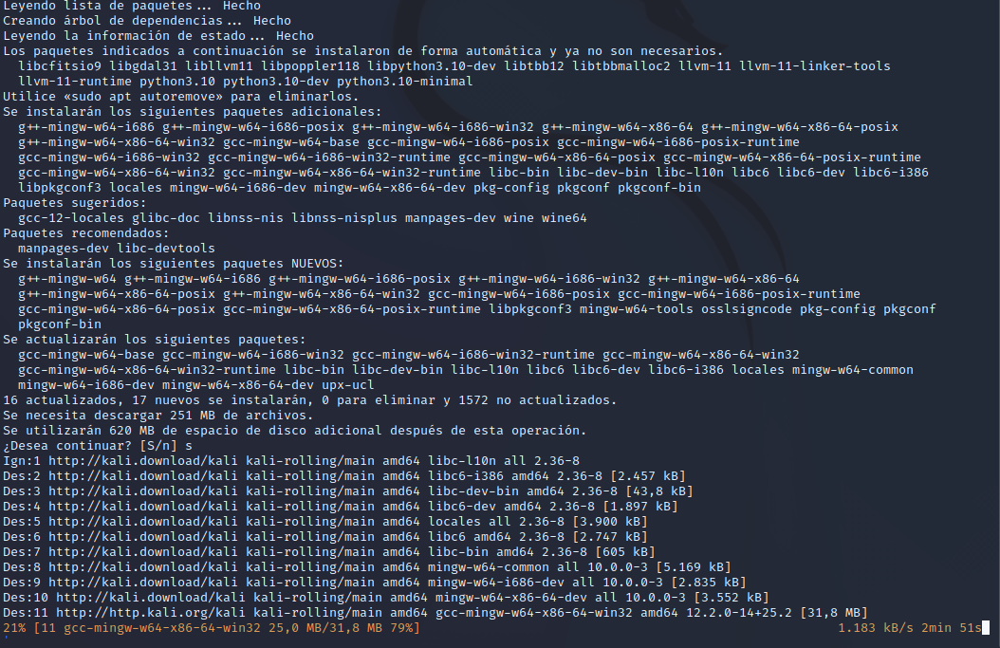 Leyendo lista de paquetes... Hecho
Creando árbol de dependencias... Hecho
Leyendo la información de estado... Hecho
Los paquetes indicados a continuación se instalaron de forma automática y ya no son necesarios.
  libcfitsio9 libgdal31 libllvm11 libpoppler118 libpython3.10-dev libtbb12 libtbbmalloc2 llvm-11 llvm-11-linker-tools
  llvm-11-runtime python3.10 python3.10-dev python3.10-minimal
Utilice «sudo apt autoremove» para eliminarlos.
Se instalarán los siguientes paquetes adicionales:
  g++-mingw-w64-i686 g++-mingw-w64-i686-posix g++-mingw-w64-i686-win32 g++-mingw-w64-x86-64 g++-mingw-w64-x86-64-posix
  g++-mingw-w64-x86-64-win32 gcc-mingw-w64-base gcc-mingw-w64-i686-posix gcc-mingw-w64-i686-posix-runtime
  gcc-mingw-w64-i686-win32 gcc-mingw-w64-i686-win32-runtime gcc-mingw-w64-x86-64-posix gcc-mingw-w64-x86-64-posix-runtime
  gcc-mingw-w64-x86-64-win32 gcc-mingw-w64-x86-64-win32-runtime libc-bin libc-dev-bin libc-l10n libc6 libc6-dev libc6-i386
  libpkgconf3 locales mingw-w64-i686-dev mingw-w64-x86-64-dev pkg-config pkgconf pkgconf-bin
Paquetes sugeridos:
  gcc-12-locales glibc-doc libnss-nis libnss-nisplus manpages-dev wine wine64
Paquetes recomendados:
  manpages-dev libc-devtools
Se instalarán los siguientes paquetes NUEVOS:
  g++-mingw-w64 g++-mingw-w64-i686 g++-mingw-w64-i686-posix g++-mingw-w64-i686-win32 g++-mingw-w64-x86-64
  g++-mingw-w64-x86-64-posix g++-mingw-w64-x86-64-win32 gcc-mingw-w64-i686-posix gcc-mingw-w64-i686-posix-runtime
  gcc-mingw-w64-x86-64-posix gcc-mingw-w64-x86-64-posix-runtime libpkgconf3 mingw-w64-tools osslsigncode pkg-config pkgconf
  pkgconf-bin
Se actualizarán los siguientes paquetes:
  gcc-mingw-w64-base gcc-mingw-w64-i686-win32 gcc-mingw-w64-i686-win32-runtime gcc-mingw-w64-x86-64-win32
  gcc-mingw-w64-x86-64-win32-runtime libc-bin libc-dev-bin libc-l10n libc6 libc6-dev libc6-i386 locales mingw-w64-common
  mingw-w64-i686-dev mingw-w64-x86-64-dev upx-ucl
16 actualizados, 17 nuevos se instalarán, 0 para eliminar y 1572 no actualizados.
Se necesita descargar 251 MB de archivos.
Se utilizarán 620 MB de espacio de disco adicional después de esta operación.
¿Desea continuar? [S/n] s
Ign:1 http://kali.download/kali kali-rolling/main amd64 libc-l10n all 2.36-8
Des:2 http://kali.download/kali kali-rolling/main amd64 libc6-i386 amd64 2.36-8 [2.457 kB]
Des:3 http://kali.download/kali kali-rolling/main amd64 libc-dev-bin amd64 2.36-8 [43,8 kB]
Des:4 http://kali.download/kali kali-rolling/main amd64 libc6-dev amd64 2.36-8 [1.897 kB]
Des:5 http://kali.download/kali kali-rolling/main amd64 locales all 2.36-8 [3.900 kB]
Des:6 http://kali.download/kali kali-rolling/main amd64 libc6 amd64 2.36-8 [2.747 kB]
Des:7 http://kali.download/kali kali-rolling/main amd64 libc-bin amd64 2.36-8 [605 kB]
Des:8 http://kali.download/kali kali-rolling/main amd64 mingw-w64-common all 10.0.0-3 [5.169 kB]
Des:9 http://kali.download/kali kali-rolling/main amd64 mingw-w64-i686-dev all 10.0.0-3 [2.835 kB]
Des:10 http://kali.download/kali kali-rolling/main amd64 mingw-w64-x86-64-dev all 10.0.0-3 [3.552 kB]
Des:11 http://http.kali.org/kali kali-rolling/main amd64 gcc-mingw-w64-x86-64-win32 amd64 12.2.0-14+25.2 [31,8 MB]
21% [11 gcc-mingw-w64-x86-64-win32 25,0 MB/31,8 MB 79%] 1.183 kB/s 2min 51s